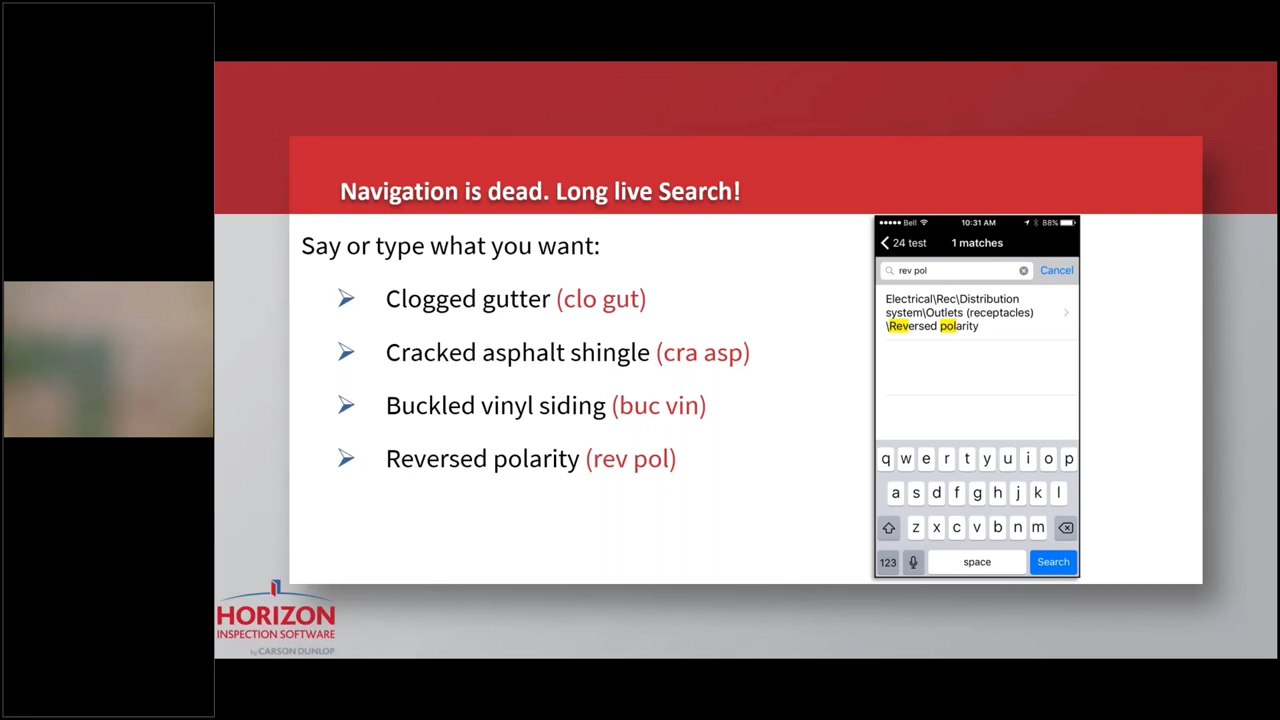 Navigation is dead. Long live Search!
Say or type what you want:
Clogged gutter (clo gut)
Cracked asphalt shingle (cra asp)
Buckled vinyl siding (buc vin)
Reversed polarity (rev pol)
Bell 10:31 AM 88%
24 test 1 matches
rev pol Cancel
Electrical\Rec\Distribution
system\Outlets (receptacles)
\Reversed polarity
q w e r t y u i o p
a s d f g h j k l
z x c v b n m
123 space Search
HORIZON
INSPECTION SOFTWARE
by CARSON DUNLOP